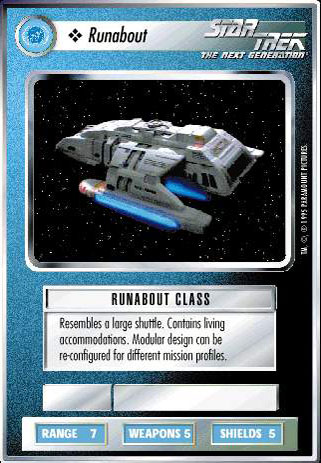 ❖ Runabout
STAR TREK
THE NEXT GENERATION®
TM, ®, © 1995 PARAMOUNT PICTURES.
RUNABOUT CLASS
Resembles a large shuttle. Contains living
accommodations. Modular design can be
re-configured for different mission profiles.
RANGE 7 WEAPONS 5 SHIELDS 5